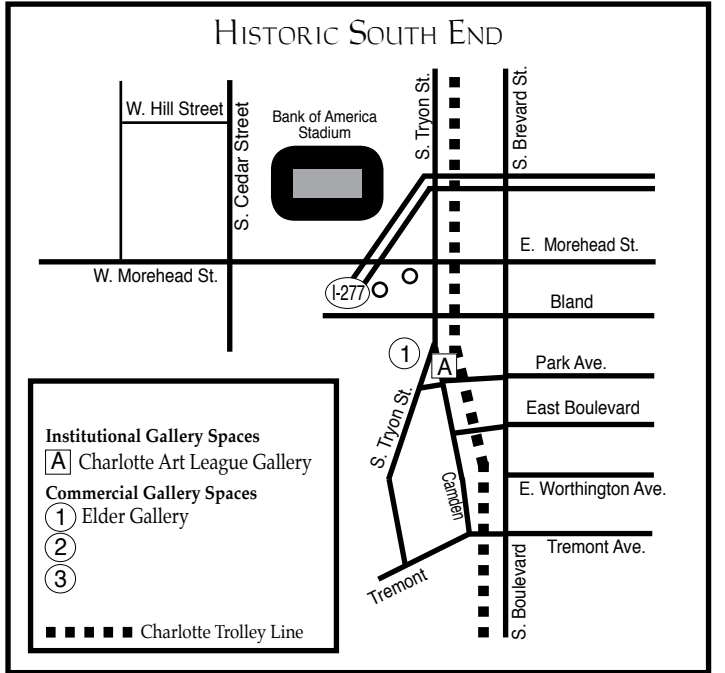 HISTORIC SOUTH END
W. Hill Street
S. Cedar Street
Bank of America
Stadium
S. Tryon St.
S. Brevard St.
E. Morehead St.
W. Morehead St.
I-277
Bland
1
A
Park Ave.
S. Tryon St.
East Boulevard
Camden
E. Worthington Ave.
Tremont Ave.
Tremont
S. Boulevard
Institutional Gallery Spaces
A Charlotte Art League Gallery
Commercial Gallery Spaces
1 Elder Gallery
2
3
Charlotte Trolley Line